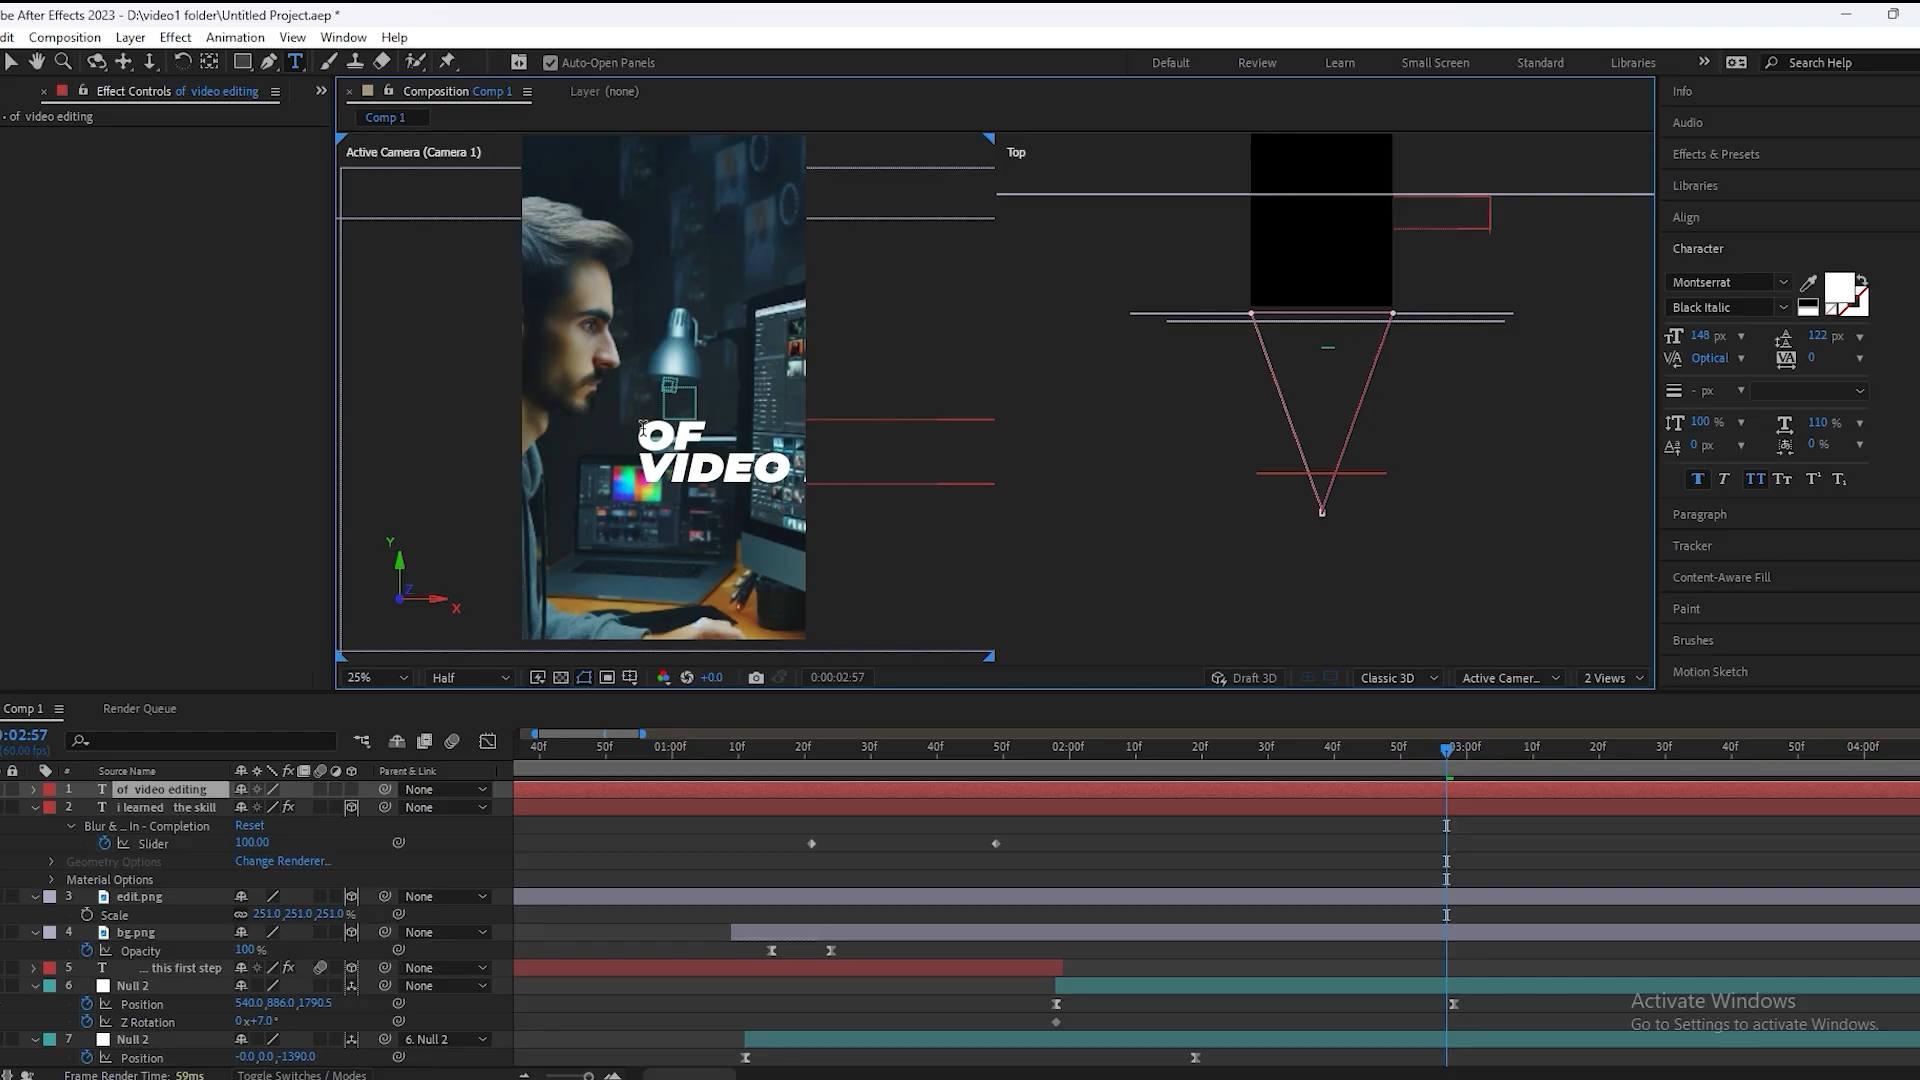 be After Effects 2023 - D:\video1 folder\Untitled Project.aep *
dit Composition Layer Effect Animation View Window Help
Auto-Open Panels
Default Review Learn Small Screen Standard Libraries
Search Help
Effect Controls of video editing
Composition Comp 1
Layer (none)
Info
of video editing
Comp 1
Audio
Active Camera (Camera 1)
Top
Effects & Presets
Libraries
Align
Character
Montserrat
Black Italic
148 px
122 px
Optical
0
- px
100 %
110 %
0 px
0 %
T T TT Tr T¹ T₁
OF
VIDEO
Y
Z
X
Paragraph
Tracker
Content-Aware Fill
Paint
Brushes
Motion Sketch
25% Half +0.0 0:00:02:57 Draft 3D Classic 3D Active Camer... 2 Views
Comp 1
Render Queue
0:02:57
(60.00 fps)
40f 50f 01:00f 10f 20f 30f 40f 50f 02:00f 10f 20f 30f 40f 50f 03:00f 10f 20f 30f 40f 50f 04:00f
# Source Name fx Parent & Link
1 T of video editing None
2 T i learned the skill fx None
Blur & ... In - Completion Reset
Slider 100.00
Geometry Options Change Renderer...
Material Options
3 edit.png None
Scale 251.0,251.0,251.0 %
4 bg.png None
Opacity 100 %
5 T ... this first step fx None
6 Null 2 None
Position 540.0,886.0,1790.5
Z Rotation 0x+7.0°
7 Null 2 6. Null 2
Position -0.0,0.0,-1390.0
Frame Render Time: 59ms Toggle Switches / Modes
Activate Windows
Go to Settings to activate Windows.